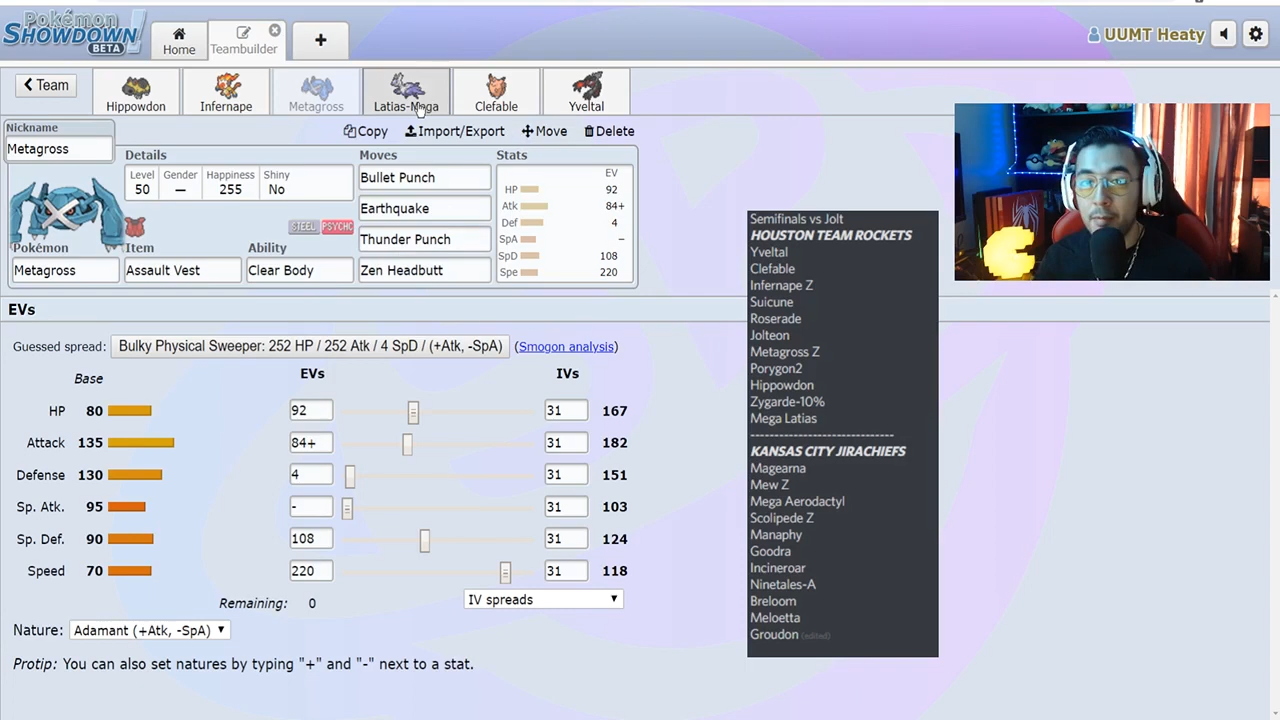 Pokémon
SHOWDOWN!
BETA
Home
Teambuilder
+
UUMT Heaty
Team
Hippowdon
Infernape
Metagross
Latias-Mega
Clefable
Yveltal
Nickname
Metagross
Copy
Import/Export
Move
Delete
Details
Level
50
Gender
—
Happiness
255
Shiny
No
STEEL PSYCHC
Pokémon
Metagross
Item
Assault Vest
Ability
Clear Body
Moves
Bullet Punch
Earthquake
Thunder Punch
Zen Headbutt
Stats
EV
HP 92
Atk 84+
Def 4
SpA –
SpD 108
Spe 220
EVs
Guessed spread: Bulky Physical Sweeper: 252 HP / 252 Atk / 4 SpD / (+Atk, -SpA) (Smogon analysis)
Base EVs IVs
HP 80 92 31 167
Attack 135 84+ 31 182
Defense 130 4 31 151
Sp. Atk. 95 - 31 103
Sp. Def. 90 108 31 124
Speed 70 220 31 118
Remaining: 0
IV spreads
Nature: Adamant (+Atk, -SpA)
Protip: You can also set natures by typing "+" and "-" next to a stat.
Semifinals vs Jolt
HOUSTON TEAM ROCKETS
Yveltal
Clefable
Infernape Z
Suicune
Roserade
Jolteon
Metagross Z
Porygon2
Hippowdon
Zygarde-10%
Mega Latias
-----------------------------
KANSAS CITY JIRACHIEFS
Magearna
Mew Z
Mega Aerodactyl
Scolipede Z
Manaphy
Goodra
Incineroar
Ninetales-A
Breloom
Meloetta
Groudon (edited)